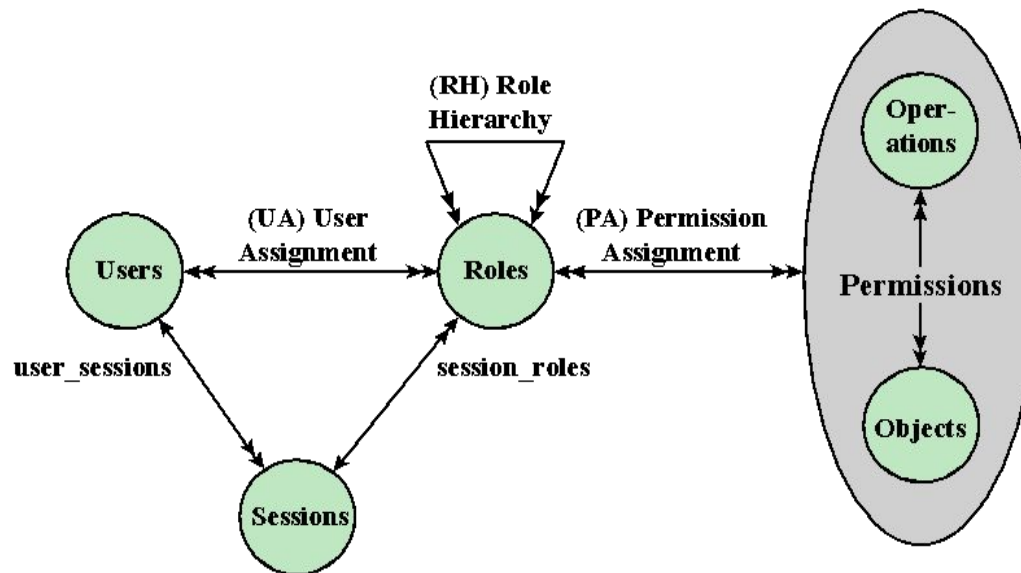 (RH) Role
Hierarchy
Oper-
ations
(UA) User
Assignment
(PA) Permission
Assignment
Users
Roles
Permissions
user_sessions
session_roles
Objects
Sessions